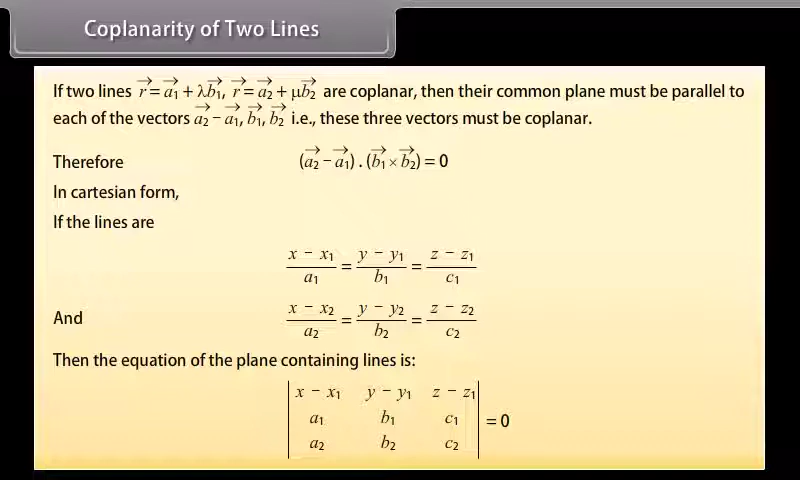 Coplanarity of Two Lines
If two lines r⃗ = a⃗₁ + λb⃗₁, r⃗ = a⃗₂ + μb⃗₂ are coplanar, then their common plane must be parallel to
each of the vectors a⃗₂ − a⃗₁, b⃗₁, b⃗₂ i.e., these three vectors must be coplanar.
Therefore (a⃗₂ − a⃗₁) . (b⃗₁ × b⃗₂) = 0
In cartesian form,
If the lines are
x − x₁ y − y₁ z − z₁
= =
a₁ b₁ c₁
x − x₂ y − y₂ z − z₂
And = =
a₂ b₂ c₂
Then the equation of the plane containing lines is:
| x − x₁ y − y₁ z − z₁ |
| a₁ b₁ c₁ | = 0
| a₂ b₂ c₂ |